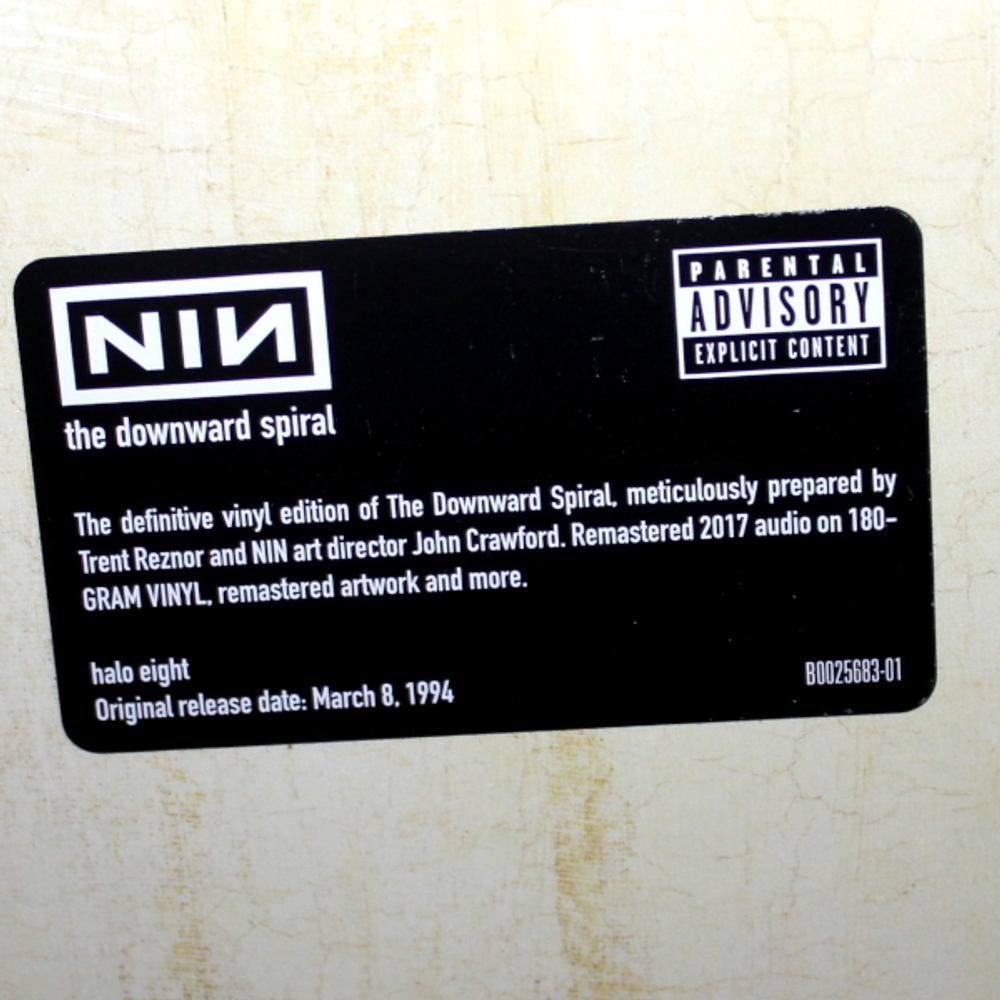 NIN
PARENTAL
ADVISORY
EXPLICIT CONTENT
the downward spiral
The definitive vinyl edition of The Downward Spiral, meticulously prepared by
Trent Reznor and NIN art director John Crawford. Remastered 2017 audio on 180-
GRAM VINYL, remastered artwork and more.
halo eight
Original release date: March 8, 1994
B0025683-01